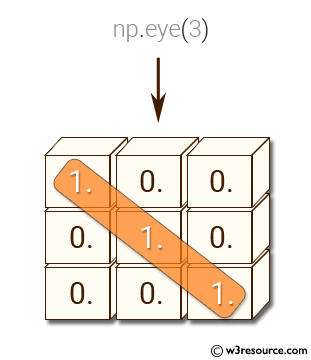 np.eye(3)
1. 0. 0.
0. 1. 0.
0. 0. 1.
© w3resource.com